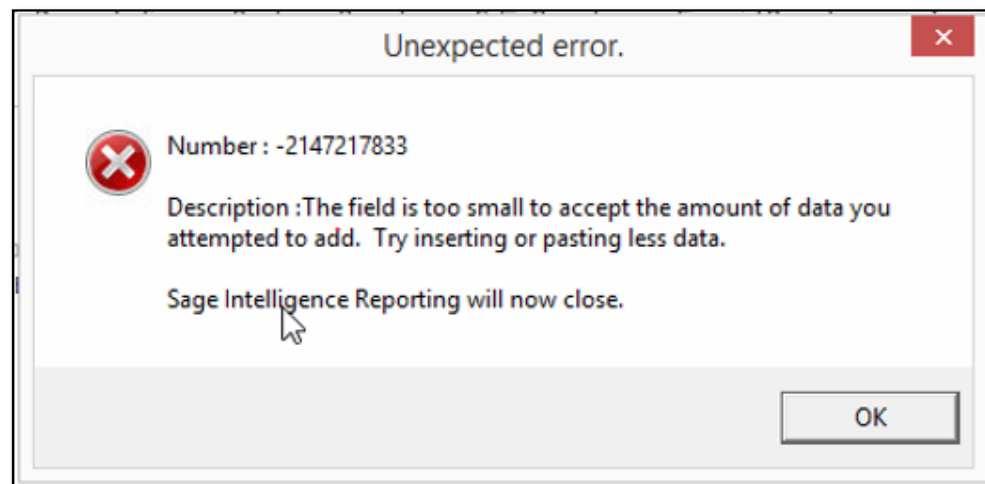 Unexpected error.
Number : -2147217833
Description :The field is too small to accept the amount of data you
attempted to add.  Try inserting or pasting less data.
Sage Intelligence Reporting will now close.
OK